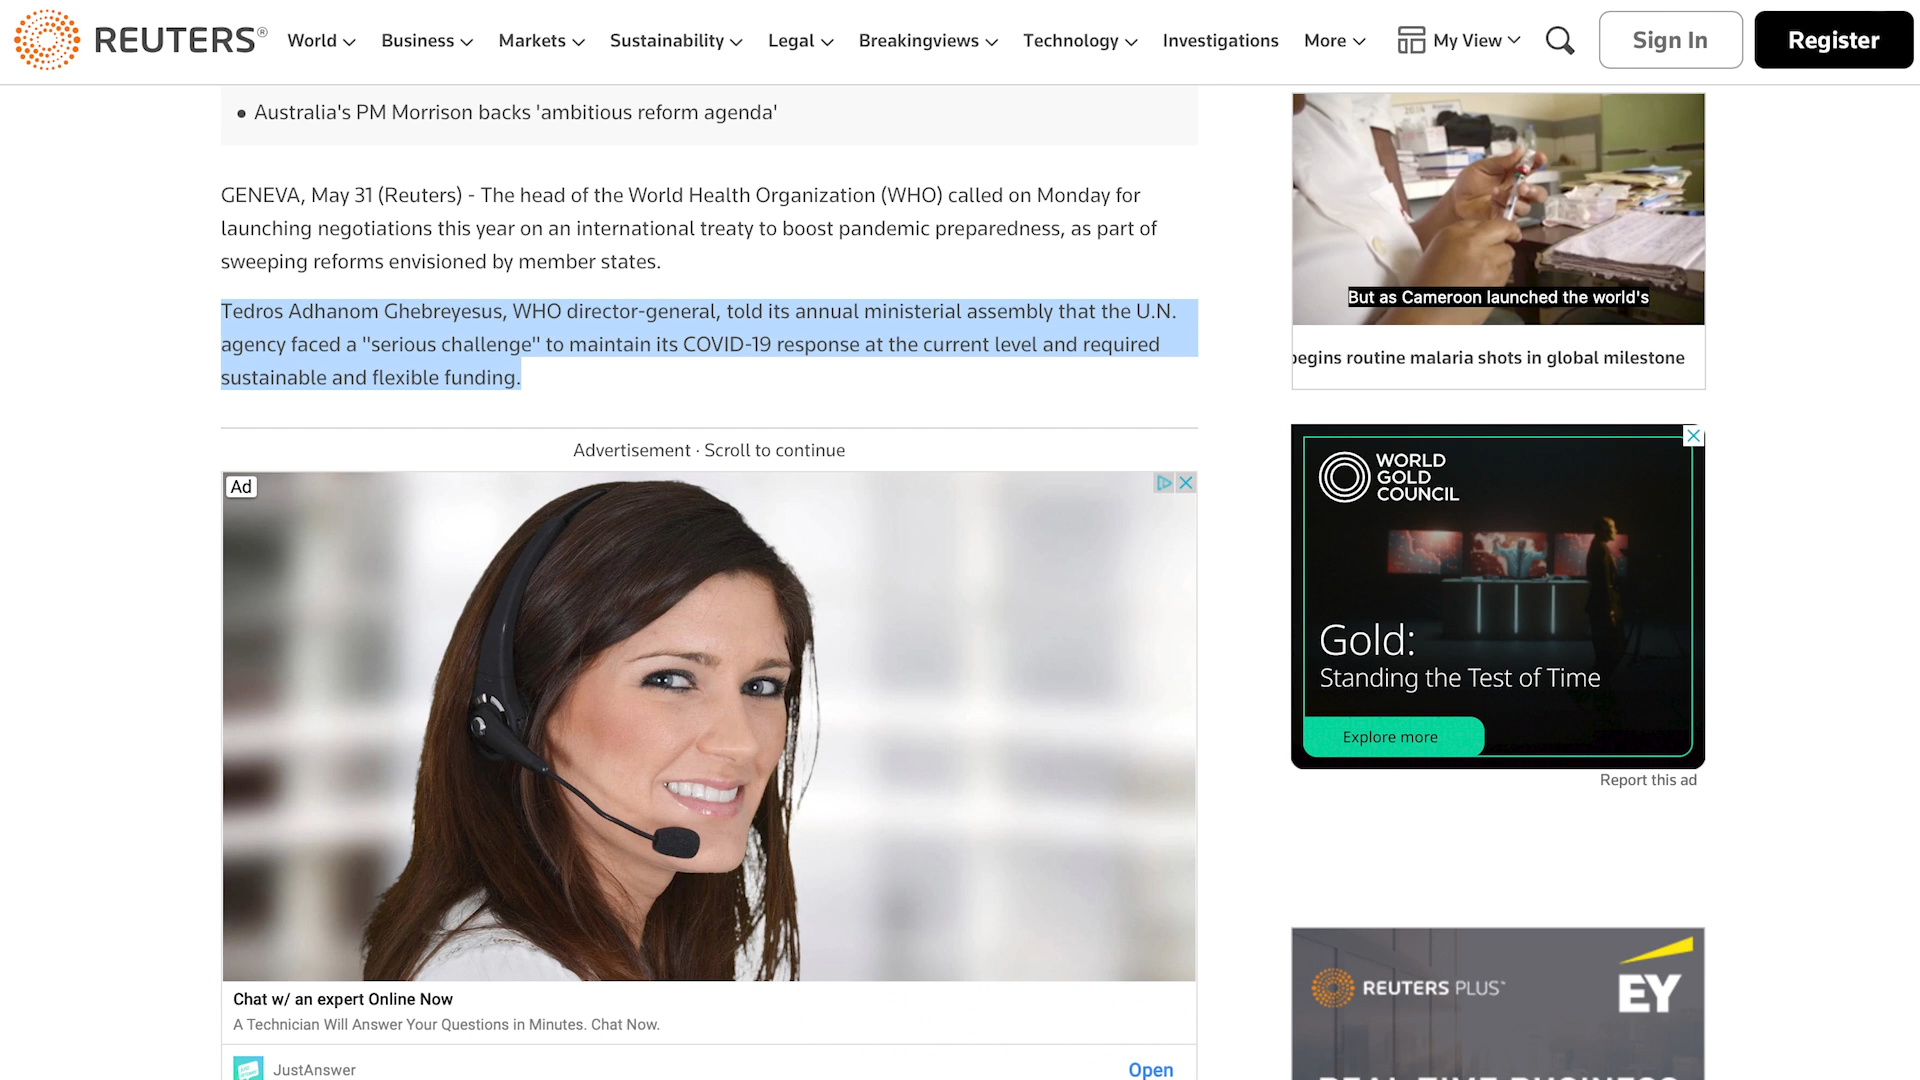 REUTERS®
World
Business
Markets
Sustainability
Legal
Breakingviews
Technology
Investigations
More
My View
Sign In
Register
• Australia's PM Morrison backs 'ambitious reform agenda'
GENEVA, May 31 (Reuters) - The head of the World Health Organization (WHO) called on Monday for
launching negotiations this year on an international treaty to boost pandemic preparedness, as part of
sweeping reforms envisioned by member states.
Tedros Adhanom Ghebreyesus, WHO director-general, told its annual ministerial assembly that the U.N.
agency faced a "serious challenge" to maintain its COVID-19 response at the current level and required
sustainable and flexible funding.
Advertisement · Scroll to continue
Ad
Chat w/ an expert Online Now
A Technician Will Answer Your Questions in Minutes. Chat Now.
JustAnswer
Open
But as Cameroon launched the world's
begins routine malaria shots in global milestone
WORLD
GOLD
COUNCIL
Gold:
Standing the Test of Time
Explore more
Report this ad
REUTERS PLUS
EY
REAL-TIME BUSINESS